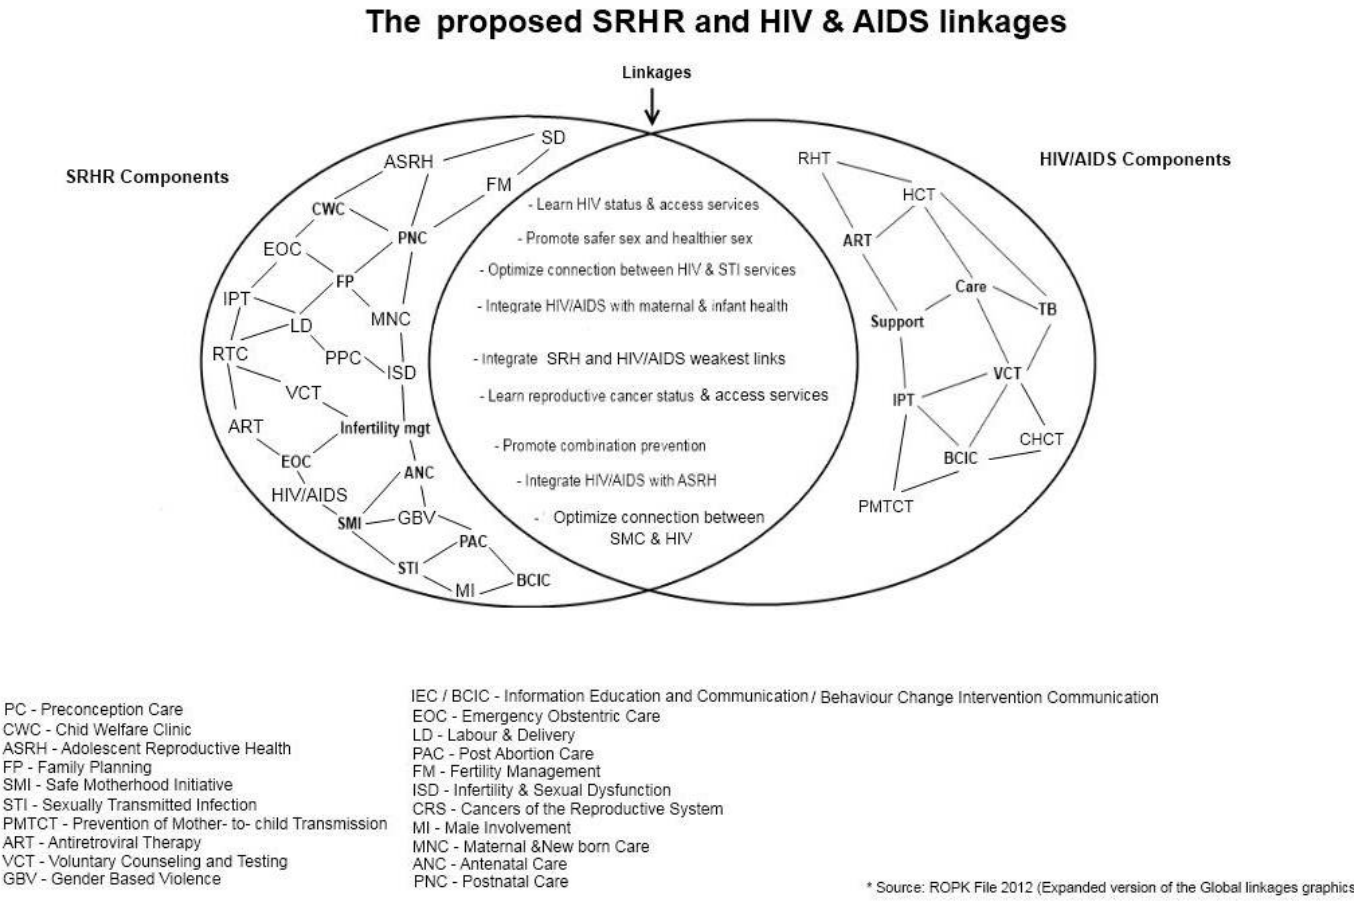 The proposed SRHR and HIV & AIDS linkages
Linkages
SRHR Components
HIV/AIDS Components
SD
ASRH
FM
CWC
PNC
EOC
FP
IPT
LD
MNC
RTC
PPC
ISD
VCT
ART
Infertility mgt
EOC
ANC
HIV/AIDS
SMI
GBV
PAC
STI
BCIC
MI
- Learn HIV status & access services
- Promote safer sex and healthier sex
- Optimize connection between HIV & STI services
- Integrate HIV/AIDS with maternal & infant health
- Integrate SRH and HIV/AIDS weakest links
- Learn reproductive cancer status & access services
- Promote combination prevention
- Integrate HIV/AIDS with ASRH
- Optimize connection between
SMC & HIV
RHT
HCT
ART
Care
TB
Support
VCT
IPT
CHCT
BCIC
PMTCT
PC - Preconception Care
CWC - Chid Welfare Clinic
ASRH - Adolescent Reproductive Health
FP - Family Planning
SMI - Safe Motherhood Initiative
STI - Sexually Transmitted Infection
PMTCT - Prevention of Mother- to- child Transmission
ART - Antiretroviral Therapy
VCT - Voluntary Counseling and Testing
GBV - Gender Based Violence
IEC / BCIC - Information Education and Communication / Behaviour Change Intervention Communication
EOC - Emergency Obstentric Care
LD - Labour & Delivery
PAC - Post Abortion Care
FM - Fertility Management
ISD - Infertility & Sexual Dysfunction
CRS - Cancers of the Reproductive System
MI - Male Involvement
MNC - Maternal &New born Care
ANC - Antenatal Care
PNC - Postnatal Care
* Source: ROPK File 2012 (Expanded version of the Global linkages graphics